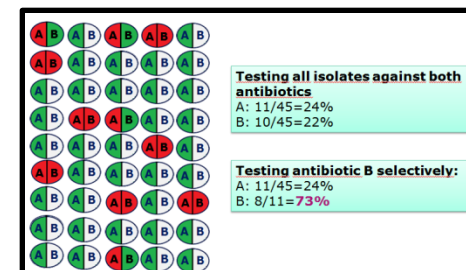 A B A B A B A B A B
A B A B A B A B A B
A B A B A B A B A B
A B A B A B A B A B
A B A B A B A B A B
A B A B A B A B A B
A B A B A B A B A B
A B A B A B A B A B
A B A B A B A B A B
Testing all isolates against both
antibiotics
A: 11/45=24%
B: 10/45=22%
Testing antibiotic B selectively:
A: 11/45=24%
B: 8/11=73%